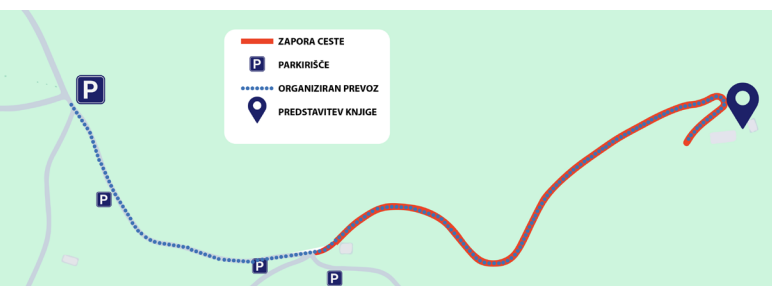 P
ZAPORA CESTE
P PARKIRIŠČE
ORGANIZIRAN PREVOZ
PREDSTAVITEV KNJIGE
P
P
P